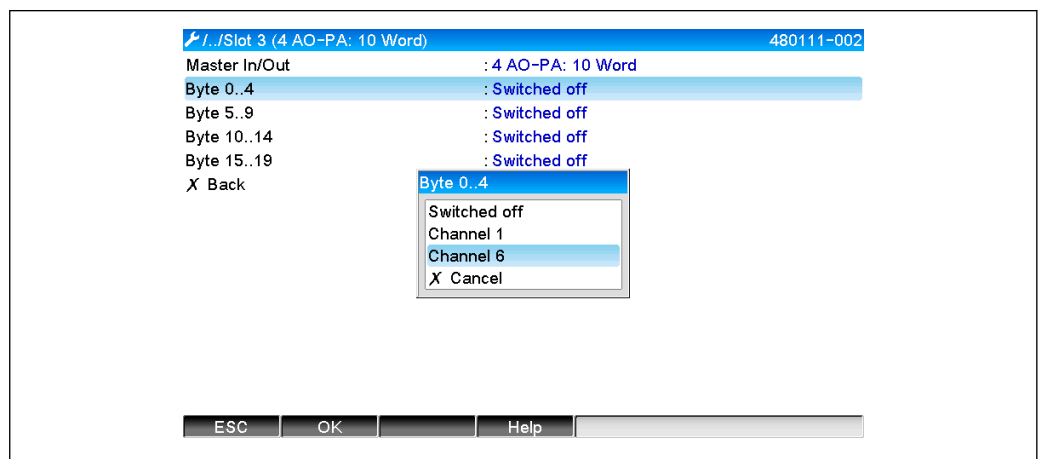 /../Slot 3 (4 AO-PA: 10 Word) 480111-002
Master In/Out : 4 AO-PA: 10 Word
Byte 0..4 : Switched off
Byte 5..9 : Switched off
Byte 10..14 : Switched off
Byte 15..19 : Switched off
X Back
Byte 0..4
Switched off
Channel 1
Channel 6
X Cancel
ESC OK Help